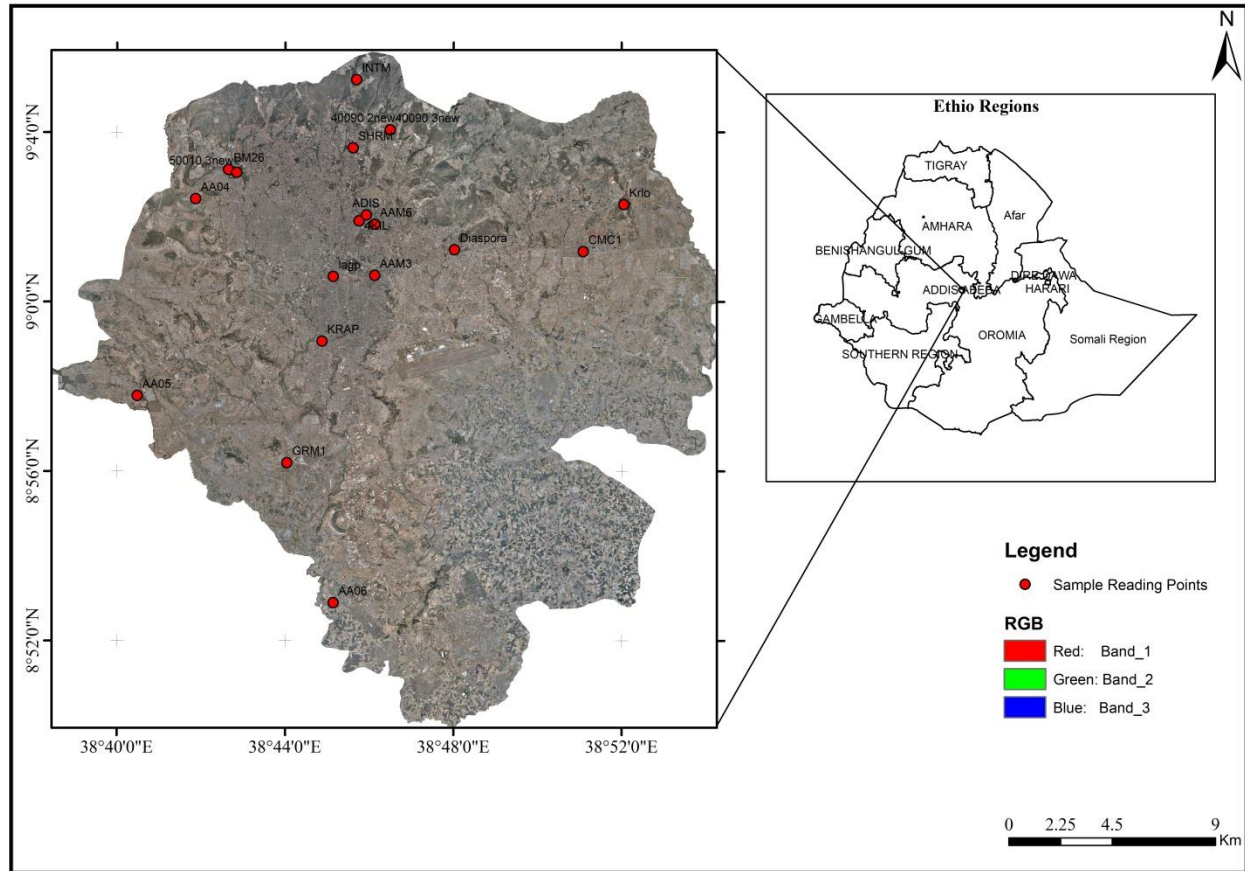 N
Ethio Regions
INTM
40090 2new40090 3new
SHRM
50010 3new
BM26
AA04
ADIS
AAM6
Krlo
Diaspora
CMC1
AAM3
KRAP
AA05
GRM1
AA06
9°4'0"N
9°0'0"N
8°56'0"N
8°52'0"N
38°40'0"E
38°44'0"E
38°48'0"E
38°52'0"E
TIGRAY
Afar
AMHARA
BENISHANGUL-GUM
DIRE DAWA
HARARI
ADDIS ABEBA
GAMBELLA
OROMIA
Somali Region
SOUTHERN REGION
Legend
Sample Reading Points
RGB
Red: Band_1
Green: Band_2
Blue: Band_3
0 2.25 4.5 9
Km